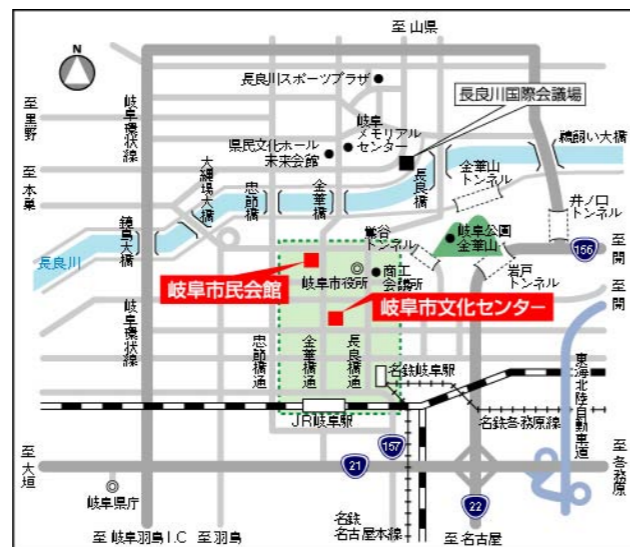 至 山県
N
長良川スポーツプラザ
長良川国際会議場
至
黒野
岐阜環状線
岐阜
メモリアル
センター
県民文化ホール
未来会館
鵜飼い大橋
至
本巣
大縄場大橋
忠節橋
金華橋
長良橋
金華山
トンネル
井ノ口
トンネル
鏡島大橋
鶯谷
トンネル
岐阜公園
金華山
156
至
関
長良川
岐阜市役所
商工
会議所
岩戸
トンネル
至
関
岐阜市民会館
岐阜市文化センター
岐阜環状線
忠節橋通
金華橋通
長良橋通
名鉄岐阜駅
東海北陸自動車道
JR岐阜駅
名鉄各務原線
157
至
大垣
21
至
各務原
岐阜県庁
22
名鉄
名古屋本線
至 岐阜羽島I.C
至 羽島
至 名古屋